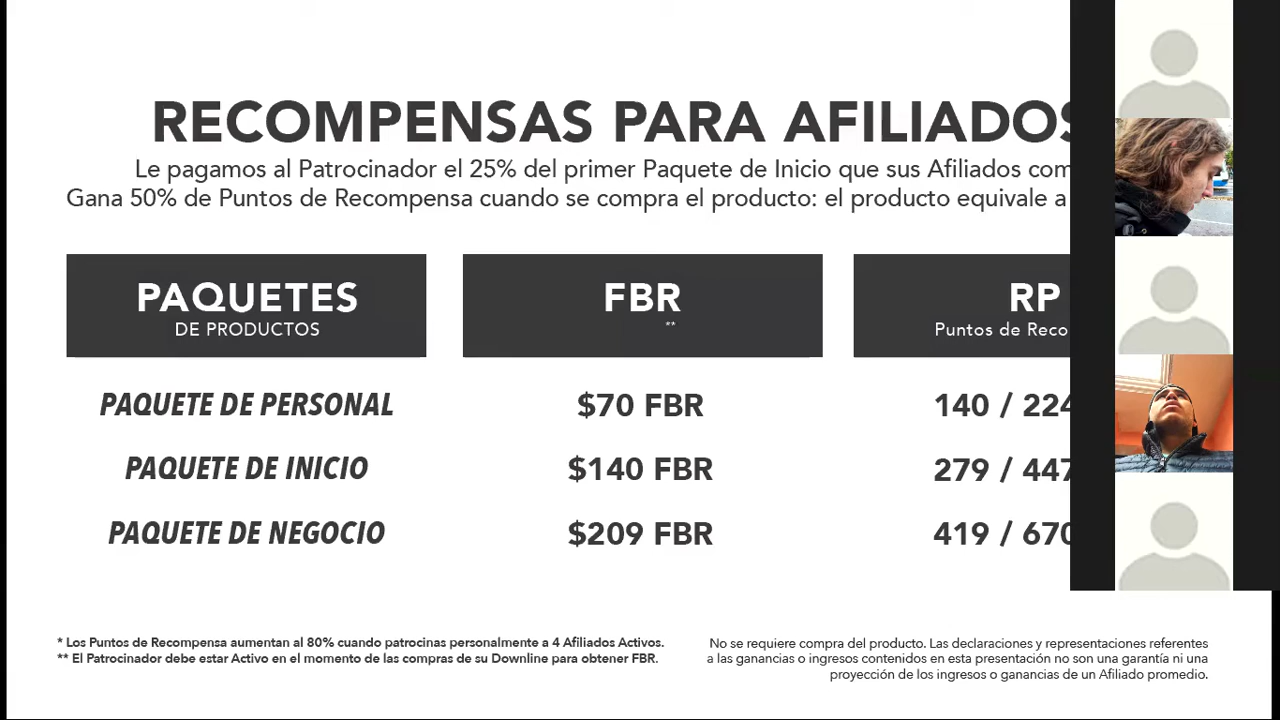 RECOMPENSAS PARA AFILIADOS
Le pagamos al Patrocinador el 25% del primer Paquete de Inicio que sus Afiliados
Gana 50% de Puntos de Recompensa cuando se compra el producto: el producto equivale a
PAQUETES
DE PRODUCTOS
FBR
**
RP
Puntos de
PAQUETE DE PERSONAL
$70 FBR
140 / 224
PAQUETE DE INICIO
$140 FBR
279 / 447
PAQUETE DE NEGOCIO
$209 FBR
419 / 670
* Los Puntos de Recompensa aumentan al 80% cuando patrocinas personalmente a 4 Afiliados Activos.
** El Patrocinador debe estar Activo en el momento de las compras de su Downline para obtener FBR.
No se requiere compra del producto. Las declaraciones y representaciones referentes
a las ganancias o ingresos contenidos en esta presentación no son una garantía ni una
proyección de los ingresos o ganancias de un Afiliado promedio.